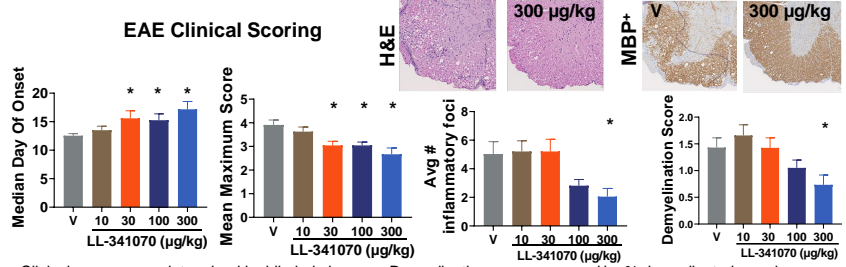 EAE Clinical Scoring
H&E
300 µg/kg
MBP+
V
300 µg/kg
Median Day Of Onset
20
15
10
5
0
* * *
V 10 30 100 300
LL-341070 (µg/kg)
Mean Maximum Score
5
4
3
2
1
0
* * *
V 10 30 100 300
LL-341070 (µg/kg)
Avg #
inflammatory foci
8
6
4
2
0
*
V 10 30 100 300
LL-341070 (µg/kg)
Demyelination Score
2.0
1.5
1.0
0.5
0.0
*
V 10 30 100 300
LL-341070 (µg/kg)